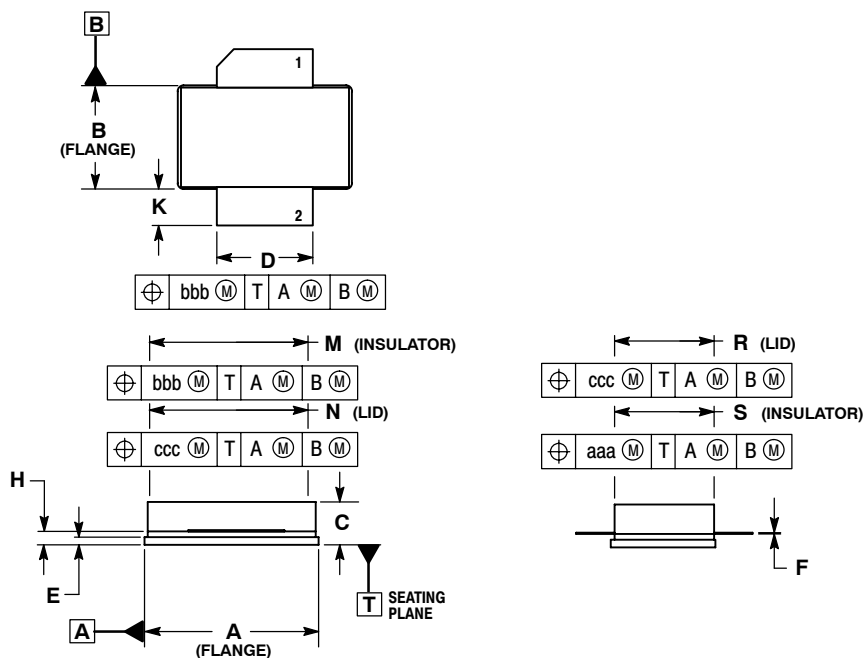 B
1
B
(FLANGE)
K
2
D
⌖ bbb Ⓜ T A Ⓜ B Ⓜ
M (INSULATOR)
R (LID)
⌖ bbb Ⓜ T A Ⓜ B Ⓜ
⌖ ccc Ⓜ T A Ⓜ B Ⓜ
N (LID)
S (INSULATOR)
⌖ ccc Ⓜ T A Ⓜ B Ⓜ
⌖ aaa Ⓜ T A Ⓜ B Ⓜ
H
C
E
F
T SEATING
PLANE
A
A
(FLANGE)